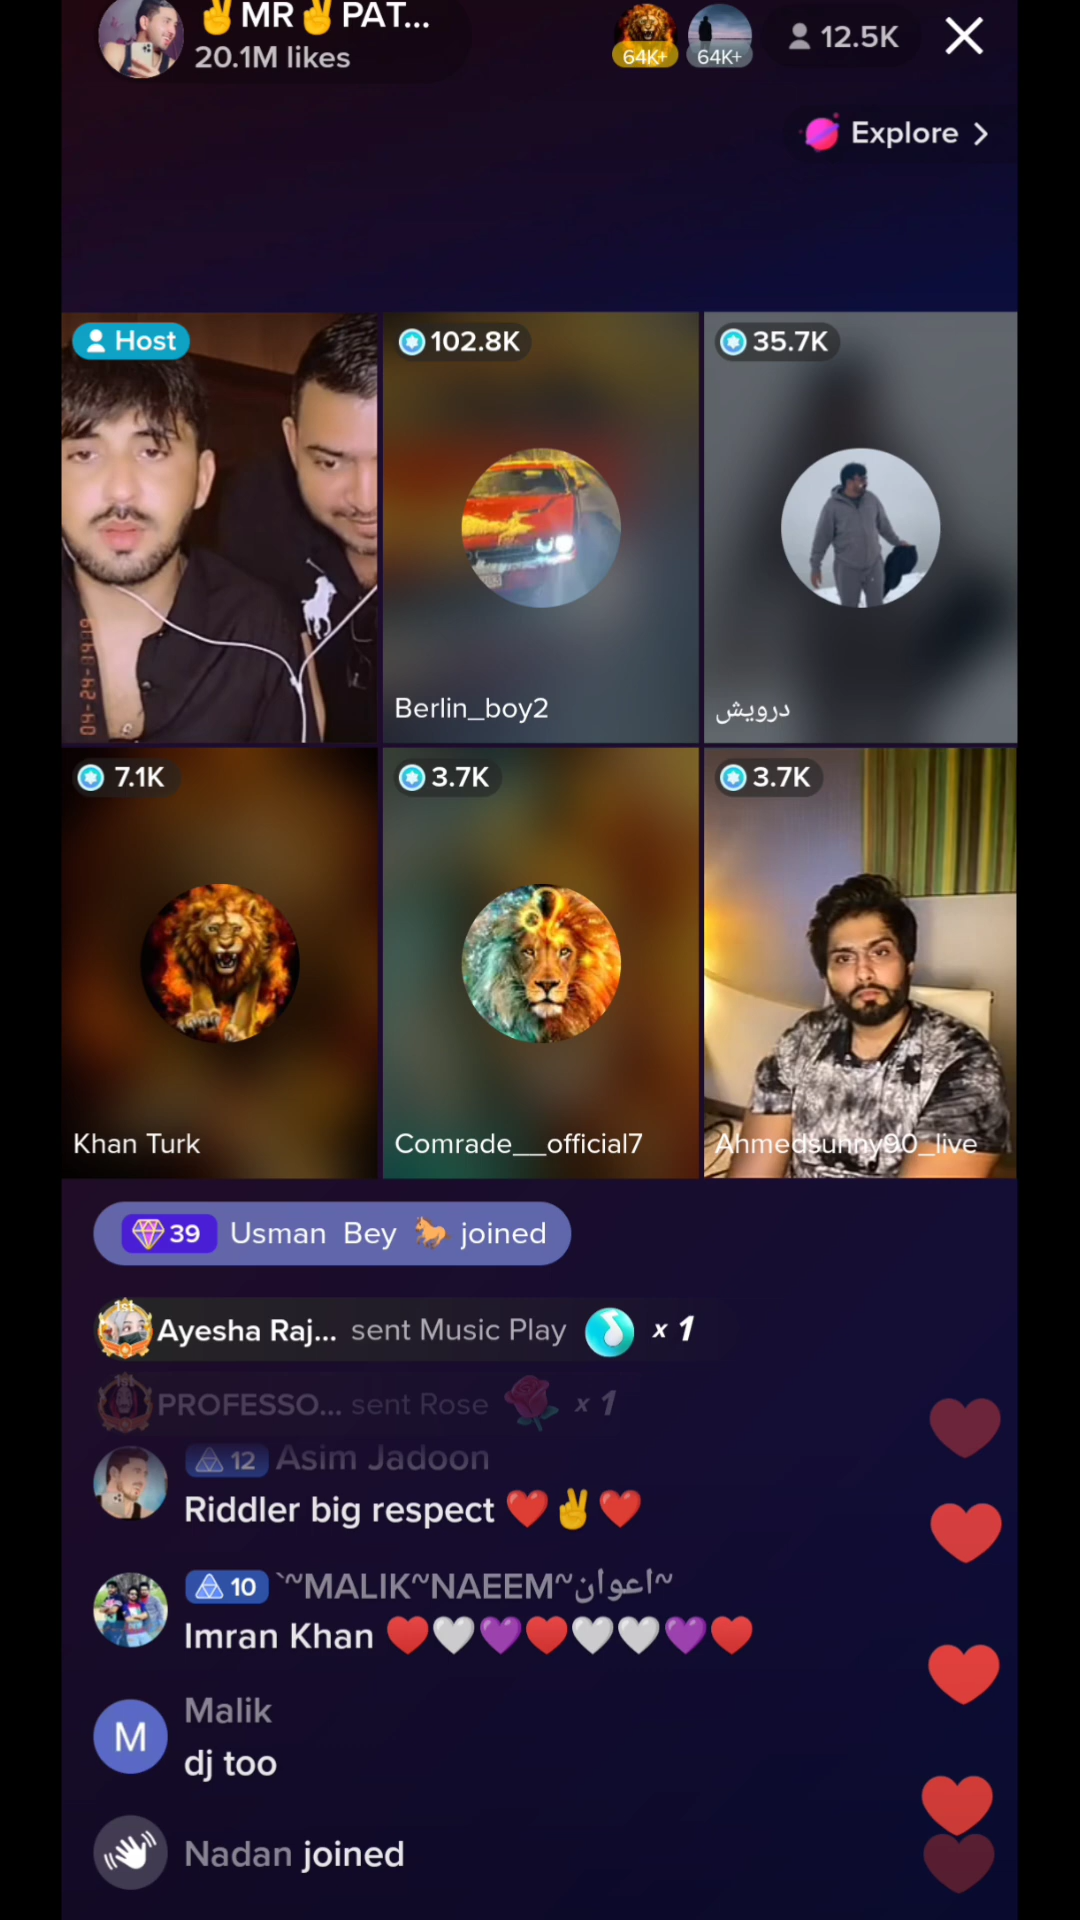 ✌️MR✌️PAT...
20.1M likes
64K+
64K+
12.5K
Explore
Host
102.8K
35.7K
Berlin_boy2
درویش
7.1K
3.7K
3.7K
Khan Turk
Comrade__official7
Ahmedsunny90_live
39 Usman Bey 🐎 joined
1st Ayesha Raj... sent Music Play x 1
1st PROFESSO... sent Rose x 1
12 Asim Jadoon
Riddler big respect ❤️✌️❤️
10 `~MALIK~NAEEM~اعوان~
Imran Khan ❤️🤍💜❤️🤍🤍💜❤️
M Malik
dj too
Nadan joined